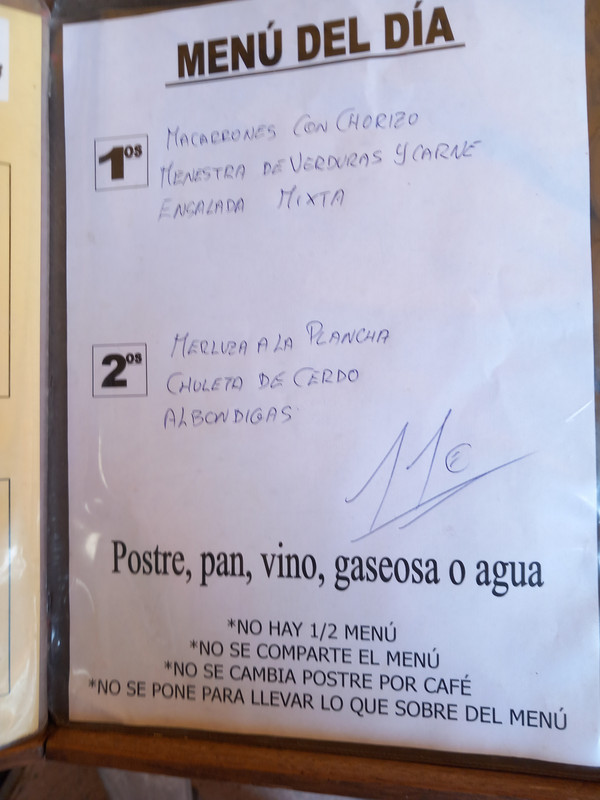 MENÚ DEL DÍA
1os
MACARRONES CON CHORIZO
MENESTRA DE VERDURAS Y CARNE
ENSALADA MIXTA
2os
MERLUZA A LA PLANCHA
CHULETA DE CERDO
ALBONDIGAS
11€
Postre, pan, vino, gaseosa o agua
*NO HAY 1/2 MENÚ
*NO SE COMPARTE EL MENÚ
*NO SE CAMBIA POSTRE POR CAFÉ
*NO SE PONE PARA LLEVAR LO QUE SOBRE DEL MENÚ